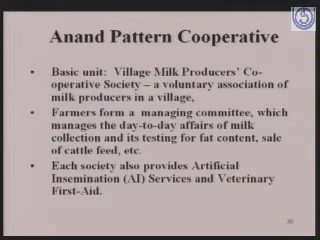 Anand Pattern Cooperative
• Basic unit: Village Milk Producers' Co-
operative Society – a voluntary association of
milk producers in a village,
• Farmers form a managing committee, which
manages the day-to-day affairs of milk
collection and its testing for fat content, sale
of cattle feed, etc.
• Each society also provides Artificial
Insemination (AI) Services and Veterinary
First-Aid.